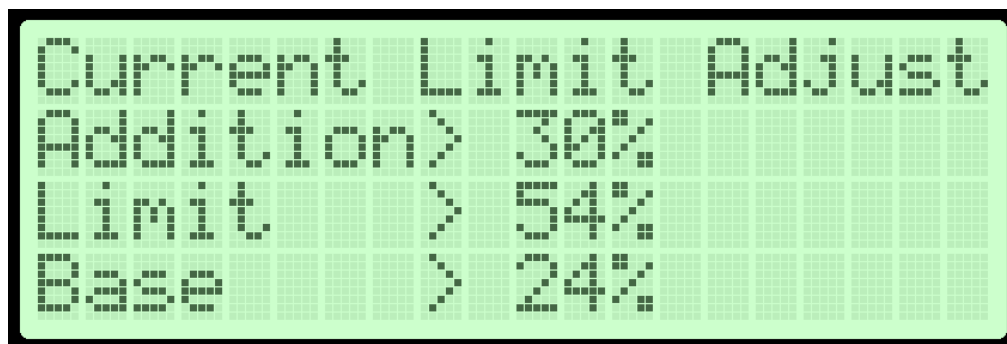 Current Limit Adjust
Addition> 30%
Limit   > 54%
Base    > 24%